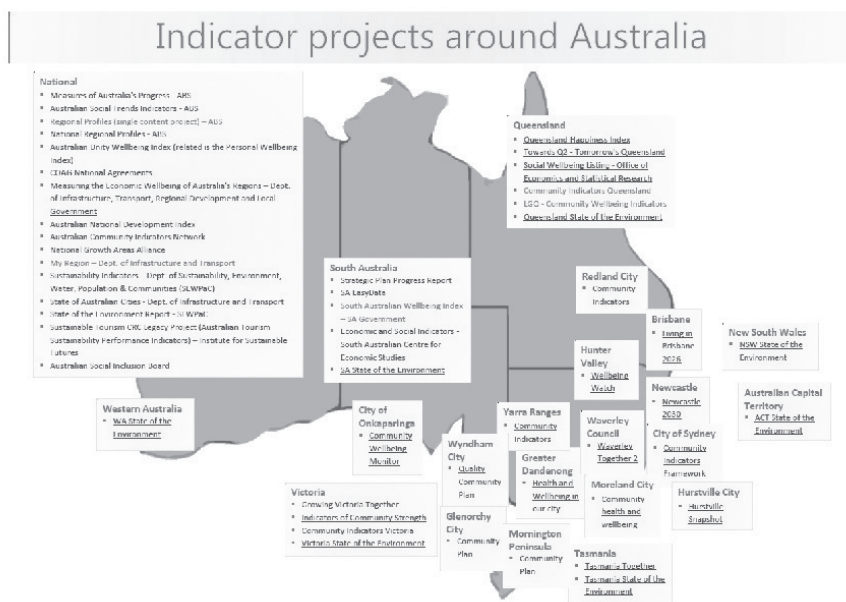 Indicator projects around Australia
National
▪ Measures of Australia's Progress - ABS
▪ Australian Social Trends Indicators - ABS
▪ Regional Profiles (single content project) – ABS
▪ National Regional Profiles - ABS
▪ Australian Unity Wellbeing Index (related is the Personal Wellbeing
Index)
▪ COAG National Agreements
▪ Measuring the Economic Wellbeing of Australia's Regions – Dept.
of Infrastructure, Transport, Regional Development and Local
Government
▪ Australian National Development Index
▪ Australian Community Indicators Network
▪ National Growth Areas Alliance
▪ My Region – Dept. of Infrastructure and Transport
▪ Sustainability Indicators – Dept. of Sustainability, Environment,
Water, Population & Communities (SEWPaC)
▪ State of Australian Cities - Dept. of Infrastructure and Transport
▪ State of the Environment Report - SEWPaC
▪ Sustainable Tourism CRC Legacy Project (Australian Tourism
Sustainability Performance Indicators) – Institute for Sustainable
Futures
▪ Australian Social Inclusion Board
Queensland
▪ Queensland Happiness Index
▪ Towards Q2 - Tomorrow's Queensland
▪ Social Wellbeing Listing - Office of
Economics and Statistical Research
▪ Community Indicators Queensland
▪ LGQ - Community Wellbeing Indicators
▪ Queensland State of the Environment
South Australia
▪ Strategic Plan Progress Report
▪ SA EasyData
▪ South Australian Wellbeing Index
– SA Government
▪ Economic and Social Indicators -
South Australian Centre for
Economic Studies
▪ SA State of the Environment
Redland City
▪ Community
Indicators
Brisbane
▪ Living in
Brisbane
2026
New South Wales
▪ NSW State of the
Environment
Hunter
Valley
▪ Wellbeing
Watch
Newcastle
▪ Newcastle
2030
Australian Capital
Territory
▪ ACT State of the
Environment
Western Australia
▪ WA State of the
Environment
City of
Onkaparinga
▪ Community
Wellbeing
Monitor
Yarra Ranges
▪ Community
Indicators
Waverley
Council
▪ Waverley
Together 2
City of Sydney
▪ Community
Indicators
Framework
Wyndham
City
▪ Quality
Community
Plan
Greater
Dandenong
▪ Health and
Wellbeing in
our city
Moreland City
▪ Community
health and
wellbeing
Hurstville City
▪ Hurstville
Snapshot
Victoria
▪ Growing Victoria Together
▪ Indicators of Community Strength
▪ Community Indicators Victoria
▪ Victoria State of the Environment
Glenorchy
City
▪ Community
Plan
Mornington
Peninsula
▪ Community
Plan
Tasmania
▪ Tasmania Together
▪ Tasmania State of the
Environment